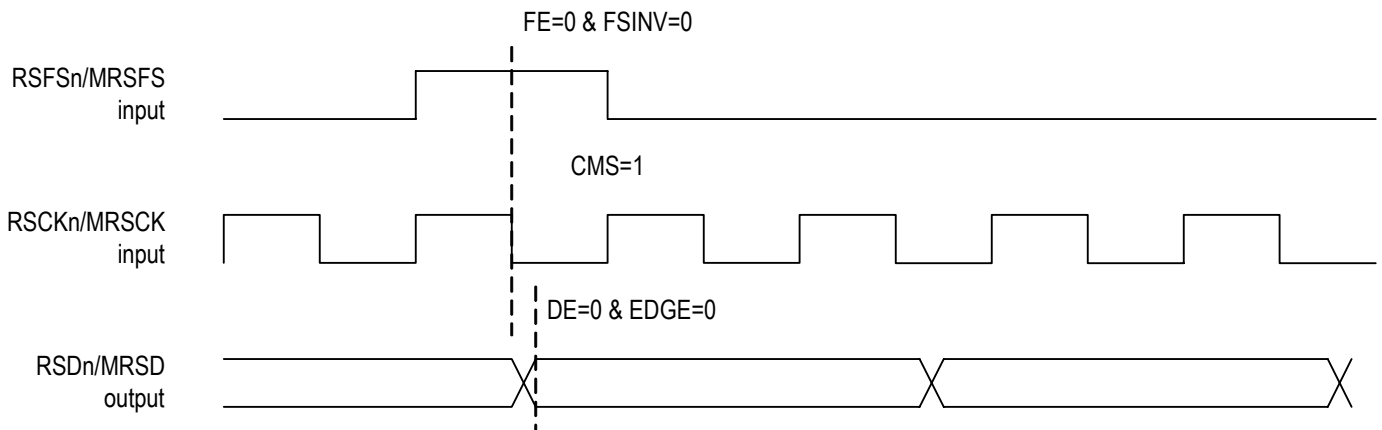 FE=0 & FSINV=0
RSFSn/MRSFS
input
CMS=1
RSCKn/MRSCK
input
DE=0 & EDGE=0
RSDn/MRSD
output